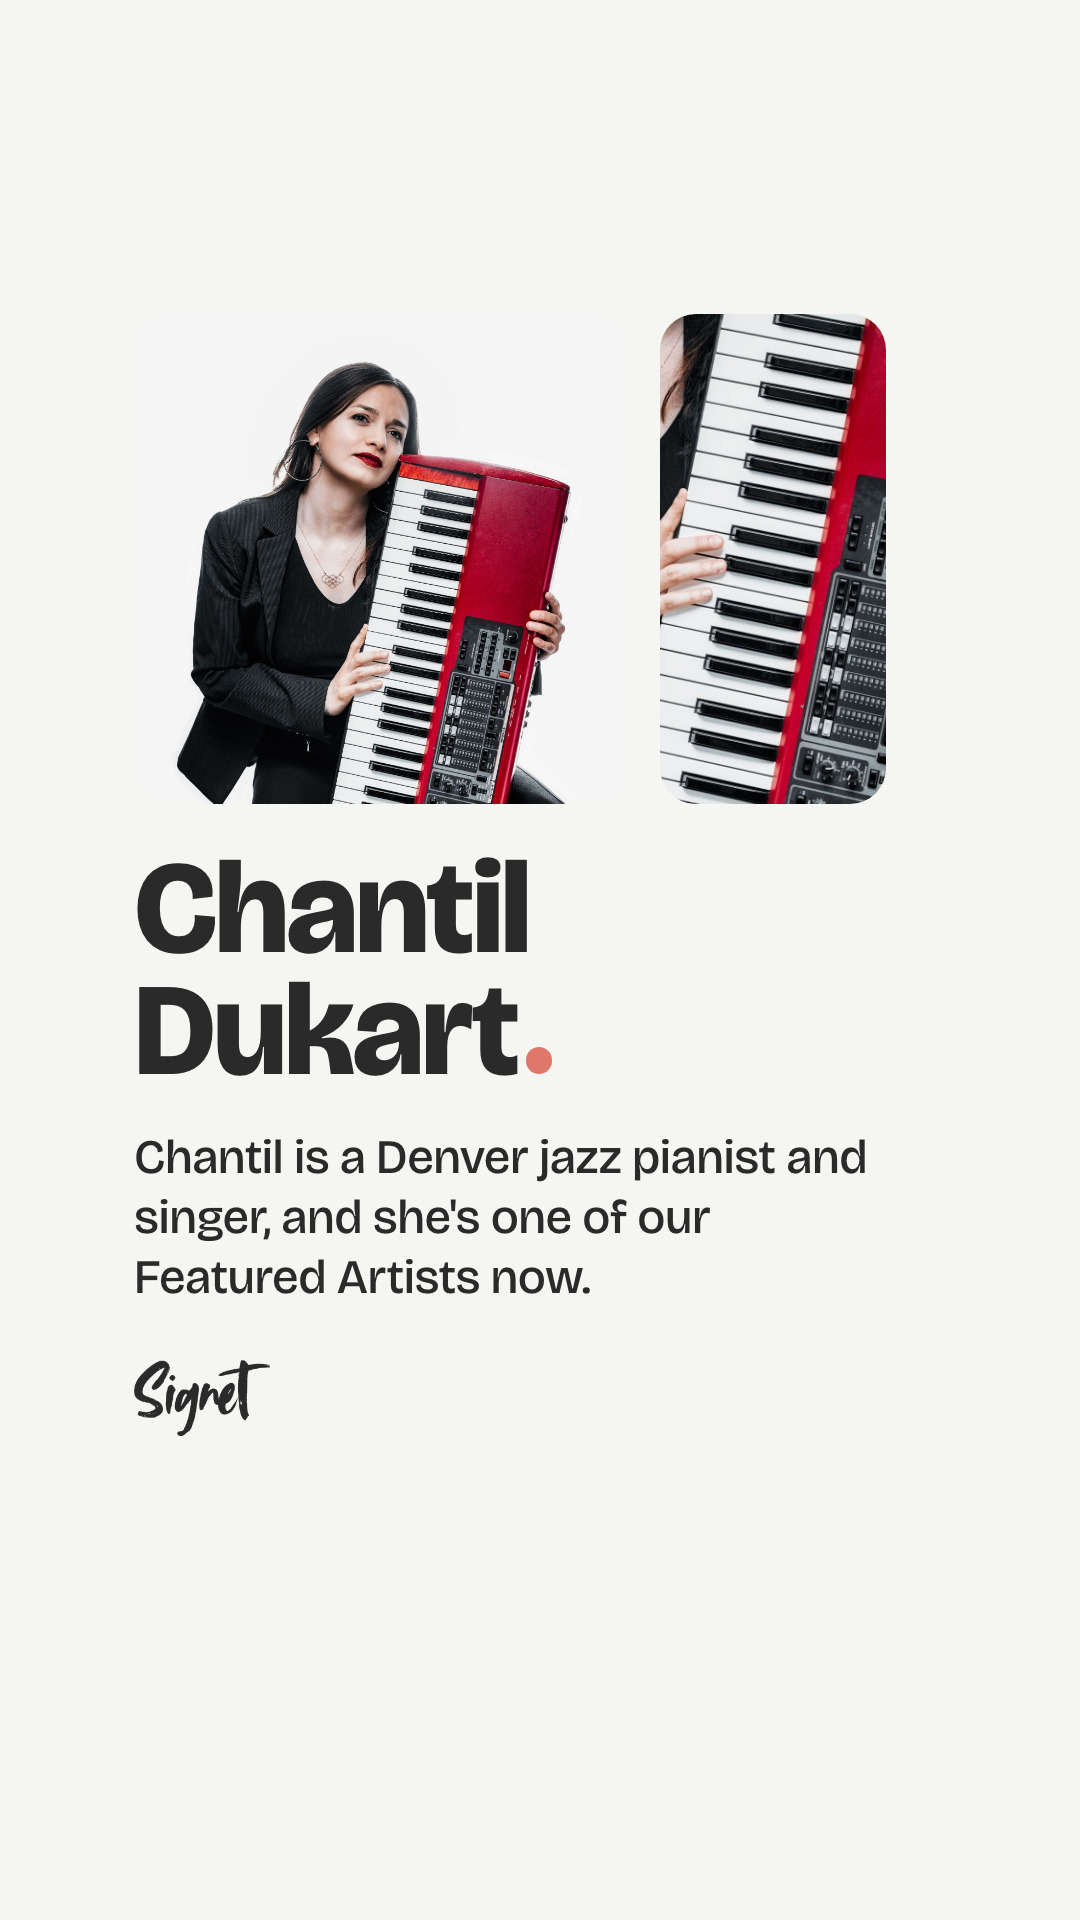 Chantil
Dukart.
Chantil is a Denver jazz pianist and
singer, and she's one of our
Featured Artists now.
Signet